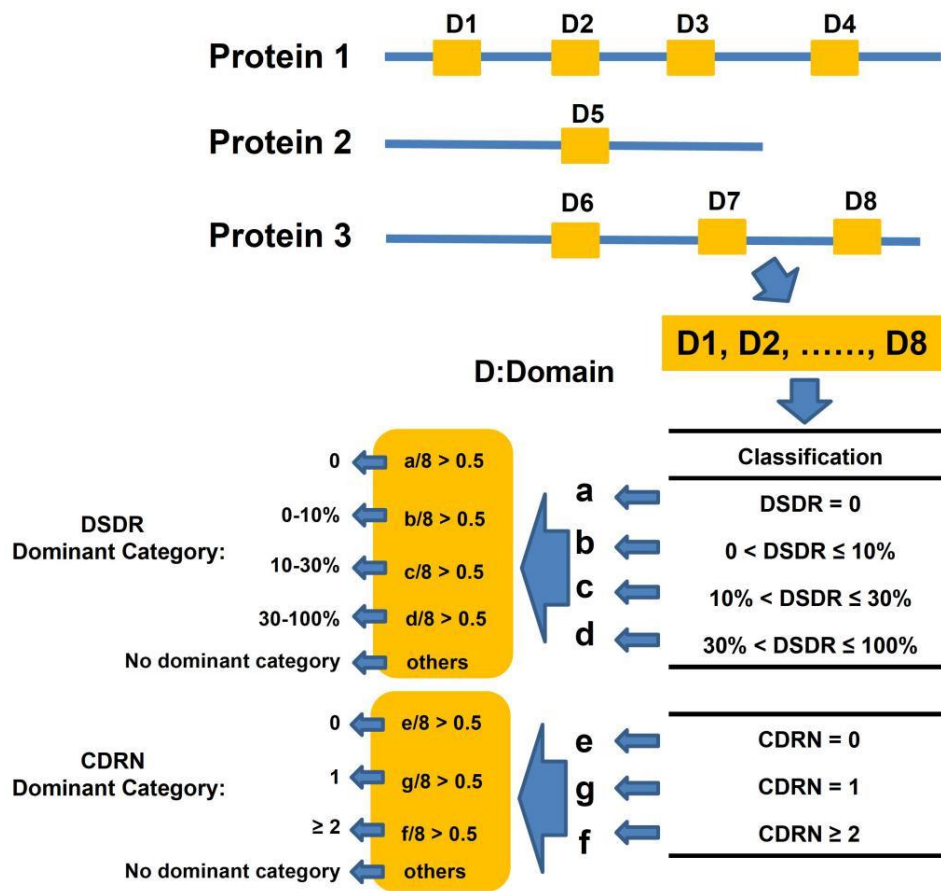 D1 D2 D3 D4
Protein 1
D5
Protein 2
D6 D7 D8
Protein 3
D1, D2, ......, D8
D:Domain
Classification
DSDR = 0
0 < DSDR ≤ 10%
10% < DSDR ≤ 30%
30% < DSDR ≤ 100%
a
b
c
d
a/8 > 0.5
b/8 > 0.5
c/8 > 0.5
d/8 > 0.5
others
DSDR
Dominant Category:
0
0-10%
10-30%
30-100%
No dominant category
CDRN = 0
CDRN = 1
CDRN ≥ 2
e
g
f
e/8 > 0.5
g/8 > 0.5
f/8 > 0.5
others
CDRN
Dominant Category:
0
1
≥ 2
No dominant category